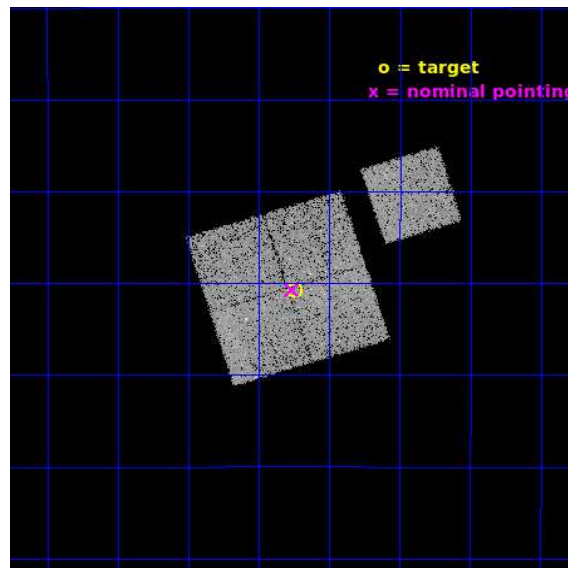 o = target
x = nominal pointing